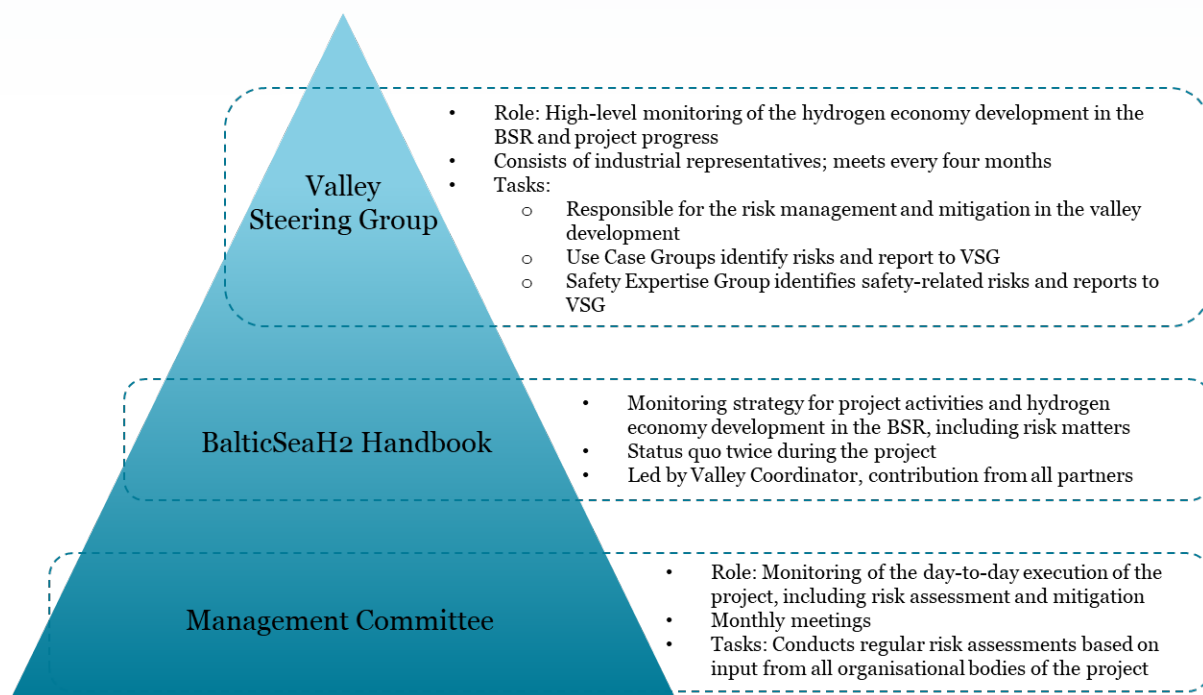 Valley
Steering Group
• Role: High-level monitoring of the hydrogen economy development in the
BSR and project progress
• Consists of industrial representatives; meets every four months
• Tasks:
o Responsible for the risk management and mitigation in the valley
development
o Use Case Groups identify risks and report to VSG
o Safety Expertise Group identifies safety-related risks and reports to
VSG
BalticSeaH2 Handbook
• Monitoring strategy for project activities and hydrogen
economy development in the BSR, including risk matters
• Status quo twice during the project
• Led by Valley Coordinator, contribution from all partners
Management Committee
• Role: Monitoring of the day-to-day execution of the
project, including risk assessment and mitigation
• Monthly meetings
• Tasks: Conducts regular risk assessments based on
input from all organisational bodies of the project